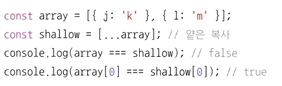 const array = [{ j: 'k' }, { l: 'm' }];
const shallow = [...array]; // 얕은 복사
console.log(array === shallow); // false
console.log(array[0] === shallow[0]); // true